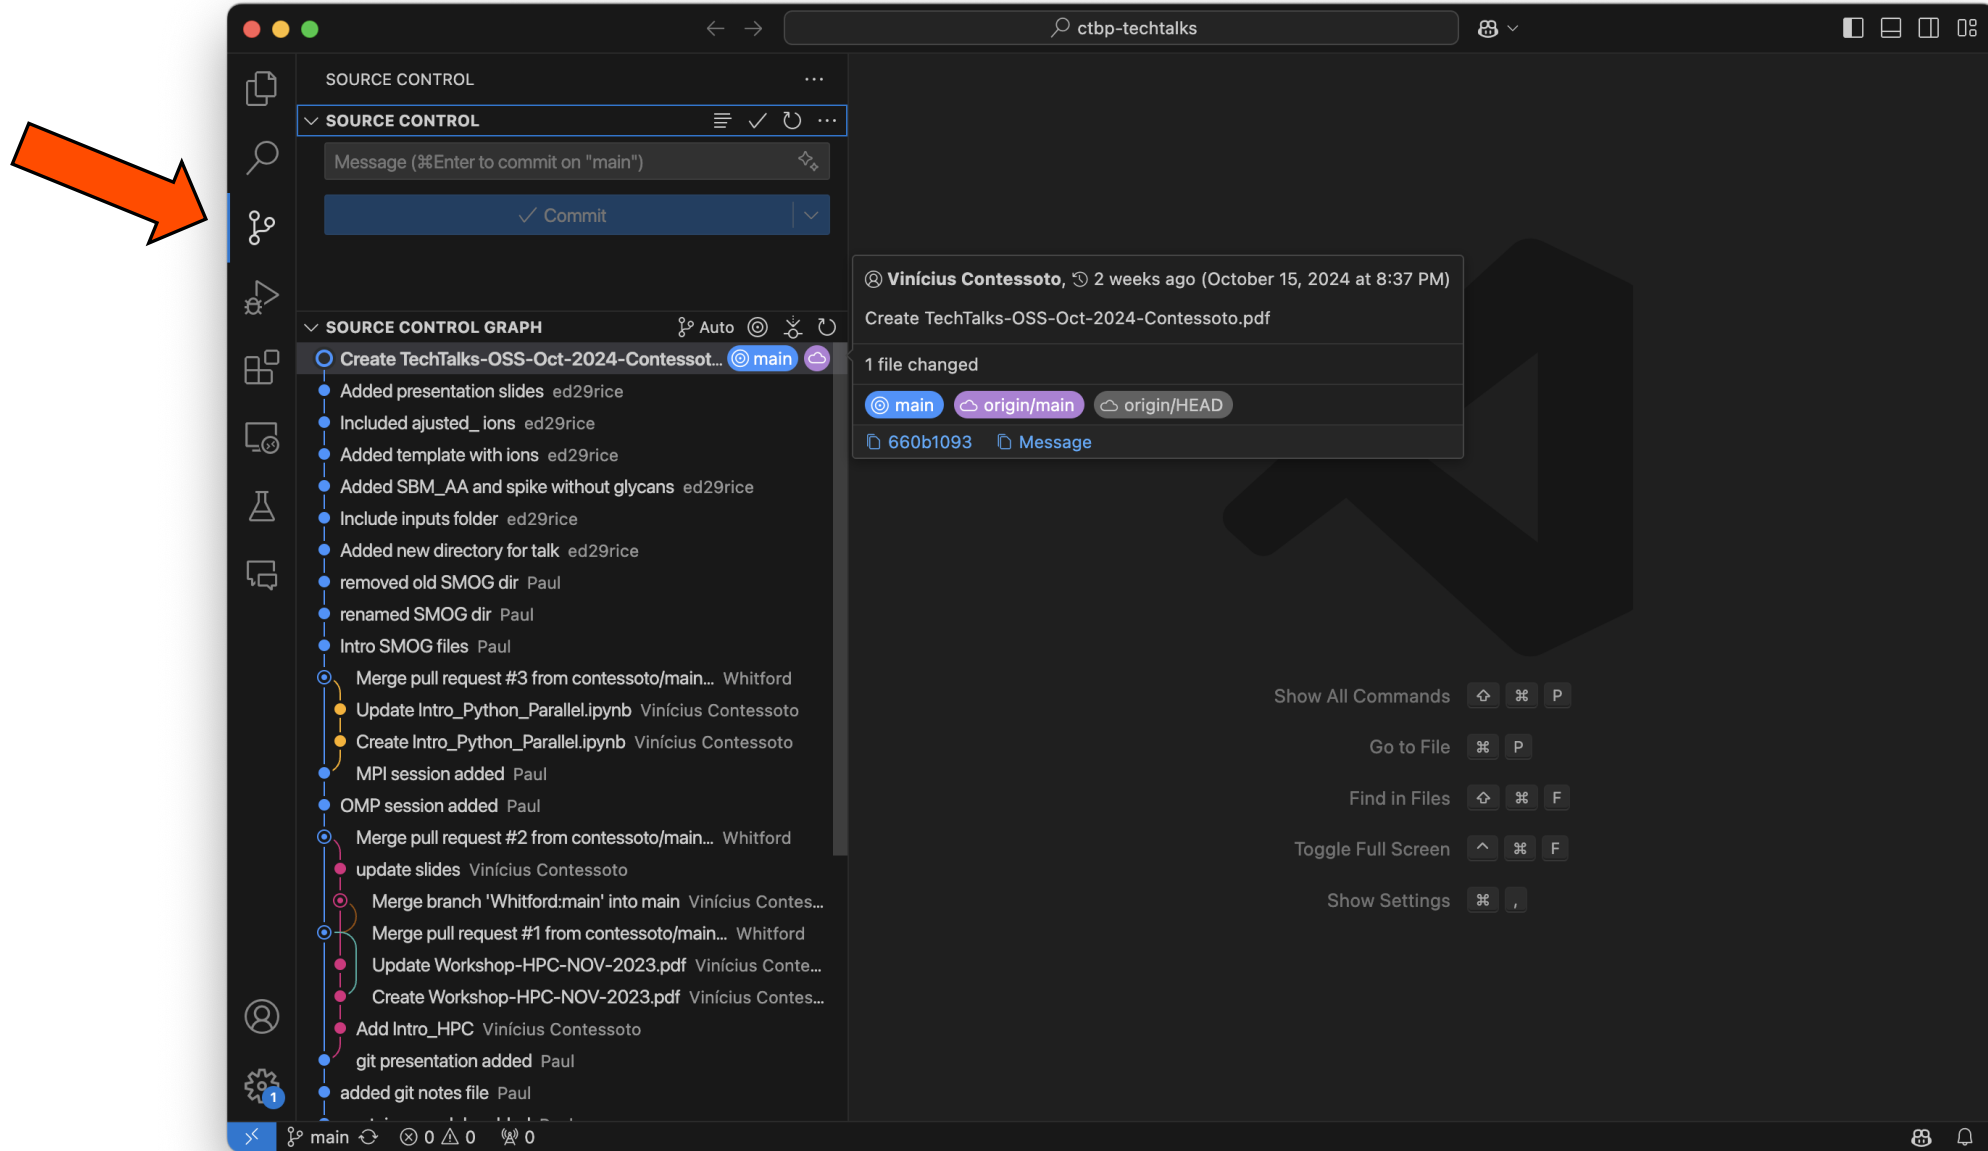 ctbp-techtalks
SOURCE CONTROL
SOURCE CONTROL
Message (⌘Enter to commit on "main")
Commit
SOURCE CONTROL GRAPH Auto
Create TechTalks-OSS-Oct-2024-Contessot... main
Added presentation slides ed29rice
Included ajusted_ ions ed29rice
Added template with ions ed29rice
Added SBM_AA and spike without glycans ed29rice
Include inputs folder ed29rice
Added new directory for talk ed29rice
removed old SMOG dir Paul
renamed SMOG dir Paul
Intro SMOG files Paul
Merge pull request #3 from contessoto/main... Whitford
Update Intro_Python_Parallel.ipynb Vinícius Contessoto
Create Intro_Python_Parallel.ipynb Vinícius Contessoto
MPI session added Paul
OMP session added Paul
Merge pull request #2 from contessoto/main... Whitford
update slides Vinícius Contessoto
Merge branch 'Whitford:main' into main Vinícius Contes...
Merge pull request #1 from contessoto/main... Whitford
Update Workshop-HPC-NOV-2023.pdf Vinícius Conte...
Create Workshop-HPC-NOV-2023.pdf Vinícius Contes...
Add Intro_HPC Vinícius Contessoto
git presentation added Paul
added git notes file Paul
Vinícius Contessoto, 2 weeks ago (October 15, 2024 at 8:37 PM)
Create TechTalks-OSS-Oct-2024-Contessoto.pdf
1 file changed
main origin/main origin/HEAD
660b1093 Message
Show All Commands ⇧ ⌘ P
Go to File ⌘ P
Find in Files ⇧ ⌘ F
Toggle Full Screen ^ ⌘ F
Show Settings ⌘ ,
1
main 0 0 0